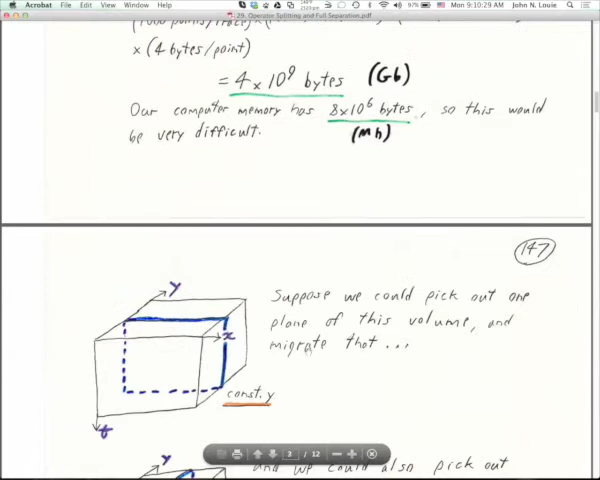 Acrobat File Edit View Window Help
Mon 9:10:29 AM John N. Louie
97%
29. Operator Splitting and Full Separation.pdf
× (4 bytes/point)
= 4 × 10⁹ bytes (Gb)
Our computer memory has 8×10⁶ bytes, so this would
be very difficult. (Mb)
147
Y
Suppose we could pick out one
plane of this volume, and
x
migrate that ...
const. y
t
3 / 12
Y
and we could also pick out